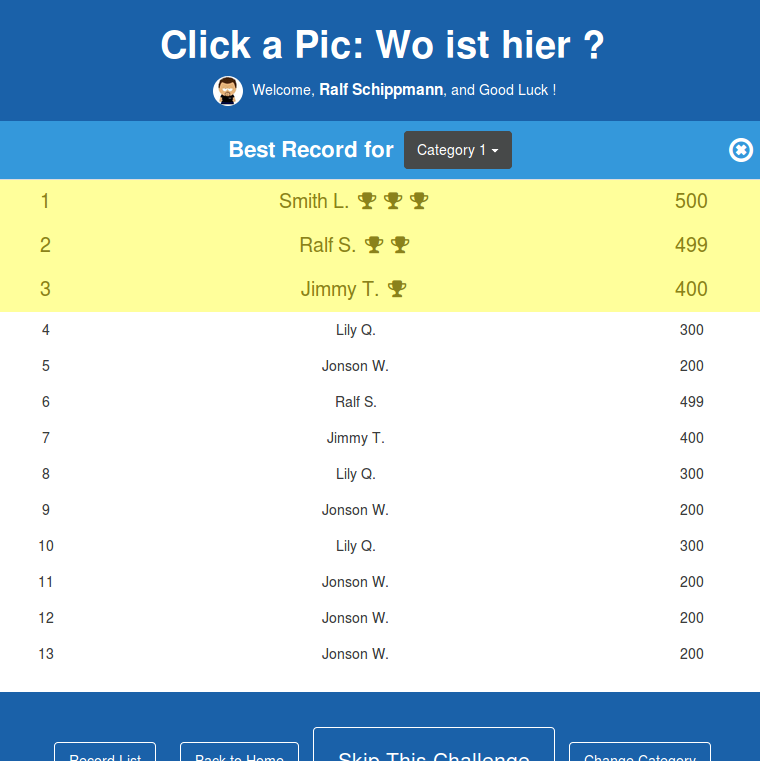 Click a Pic: Wo ist hier ?
Welcome, Ralf Schippmann, and Good Luck !
Best Record for Category 1
1 Smith L. 500
2 Ralf S. 499
3 Jimmy T. 400
4 Lily Q. 300
5 Jonson W. 200
6 Ralf S. 499
7 Jimmy T. 400
8 Lily Q. 300
9 Jonson W. 200
10 Lily Q. 300
11 Jonson W. 200
12 Jonson W. 200
13 Jonson W. 200
Record List Back to Home Skip This Challenge Change Category